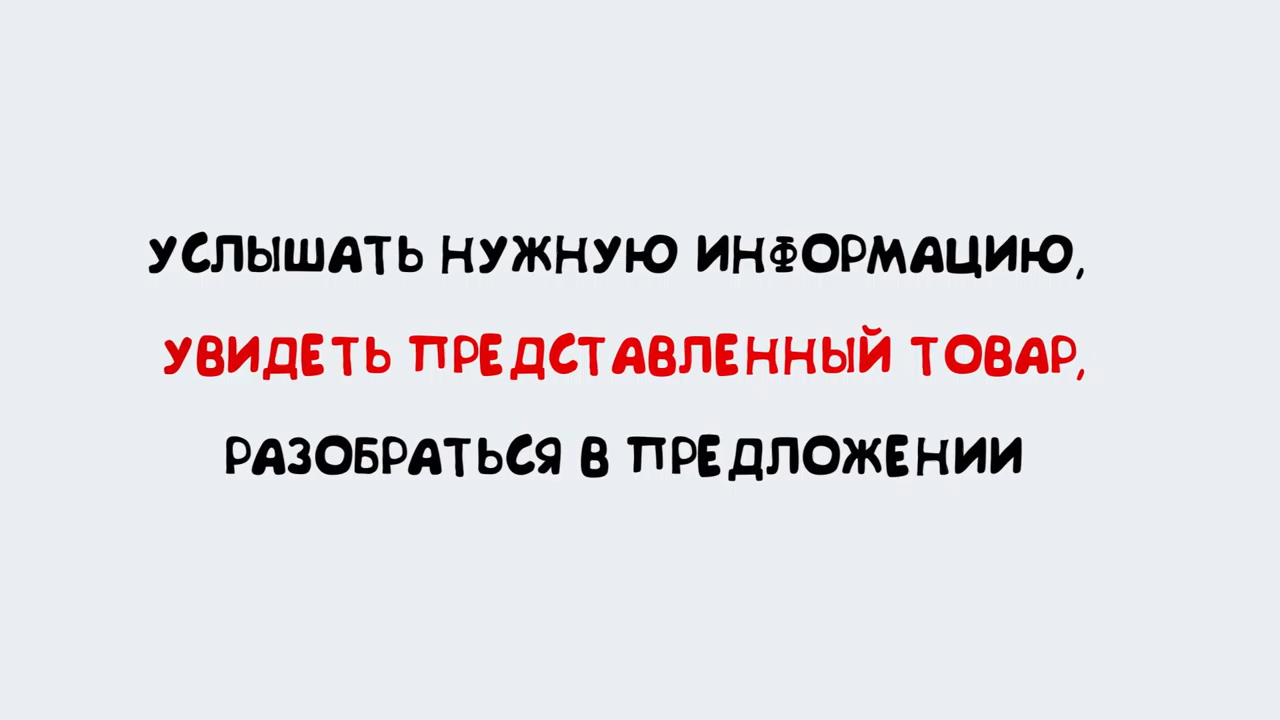 УСЛЫШАТЬ НУЖНУЮ ИНФОРМАЦИЮ,
УВИДЕТЬ ПРЕДСТАВЛЕННЫЙ ТОВАР,
РАЗОБРАТЬСЯ В ПРЕДЛОЖЕНИИ